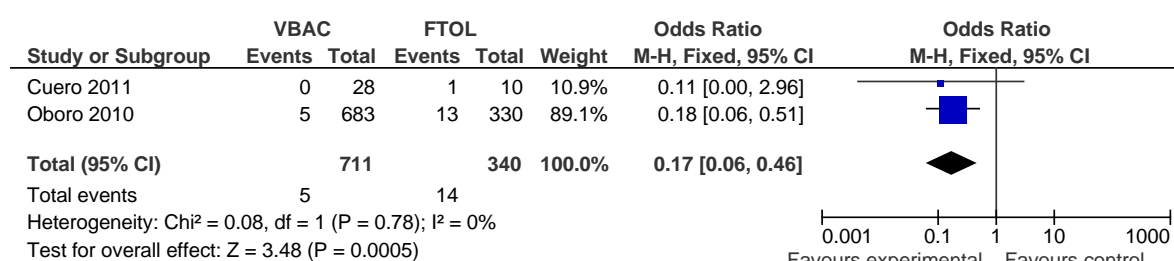 VBAC FTOL Odds Ratio Odds Ratio
Study or Subgroup Events Total Events Total Weight M-H, Fixed, 95% CI M-H, Fixed, 95% CI
Cuero 2011 0 28 1 10 10.9% 0.11 [0.00, 2.96]
Oboro 2010 5 683 13 330 89.1% 0.18 [0.06, 0.51]
Total (95% CI) 711 340 100.0% 0.17 [0.06, 0.46]
Total events 5 14
Heterogeneity: Chi² = 0.08, df = 1 (P = 0.78); I² = 0%
Test for overall effect: Z = 3.48 (P = 0.0005)
0.001 0.1 1 10 1000
Favours experimental Favours control